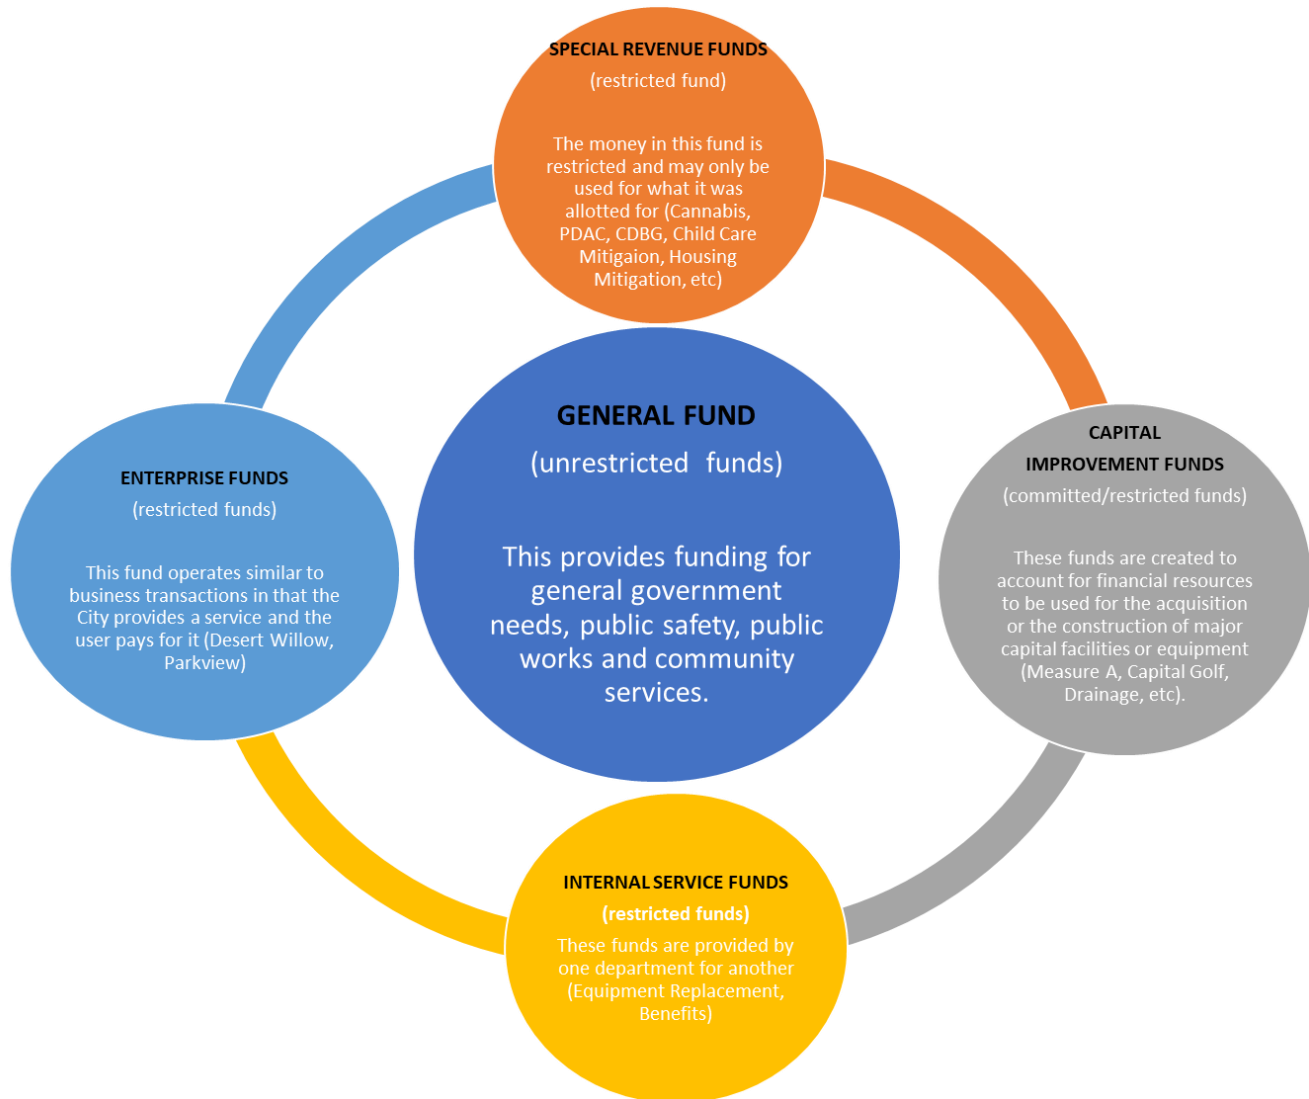 SPECIAL REVENUE FUNDS
(restricted fund)
The money in this fund is
restricted and may only be
used for what it was
allotted for (Cannabis,
PDAC, CDBG, Child Care
Mitigaion, Housing
Mitigation, etc)
GENERAL FUND
(unrestricted funds)
This provides funding for
general government
needs, public safety, public
works and community
services.
ENTERPRISE FUNDS
(restricted funds)
This fund operates similar to
business transactions in that the
City provides a service and the
user pays for it (Desert Willow,
Parkview)
CAPITAL
IMPROVEMENT FUNDS
(committed/restricted funds)
These funds are created to
account for financial resources
to be used for the acquisition
or the construction of major
capital facilities or equipment
(Measure A, Capital Golf,
Drainage, etc).
INTERNAL SERVICE FUNDS
(restricted funds)
These funds are provided by
one department for another
(Equipment Replacement,
Benefits)